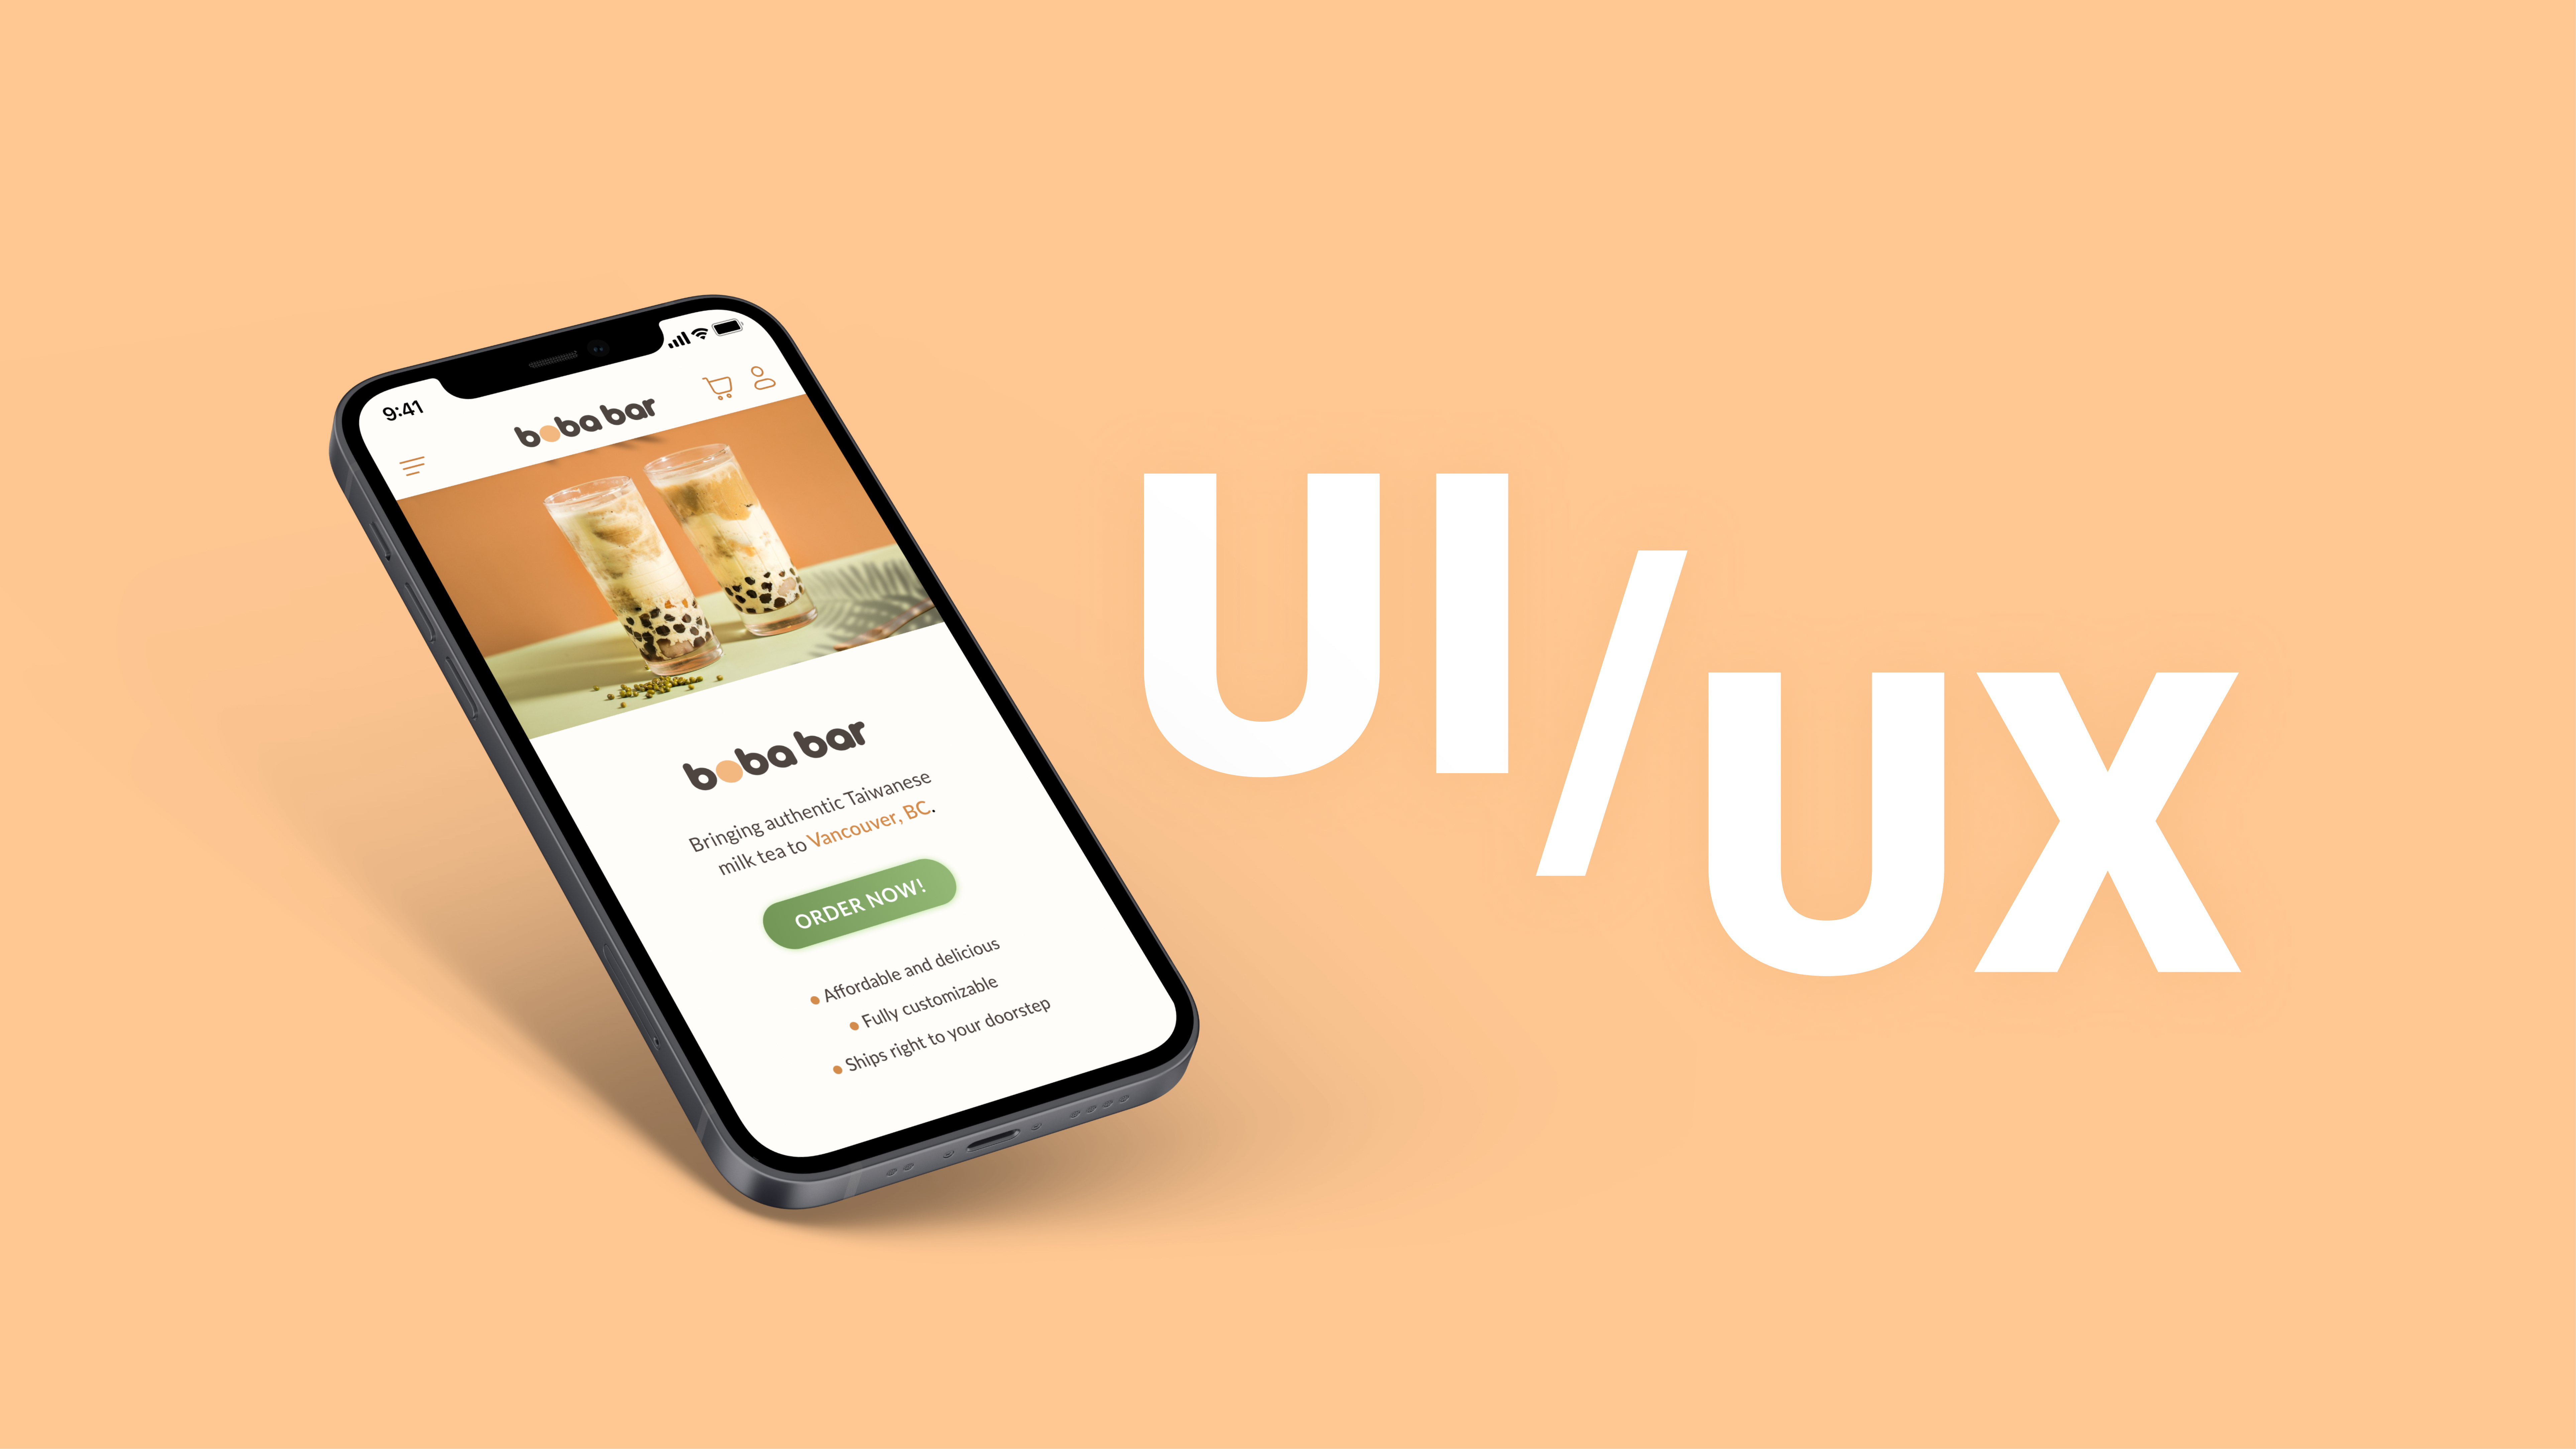 9:41
boba bar
boba bar
Bringing authentic Taiwanese
milk tea to Vancouver, BC.
ORDER NOW!
Affordable and delicious
Fully customizable
Ships right to your doorstep
UI/UX